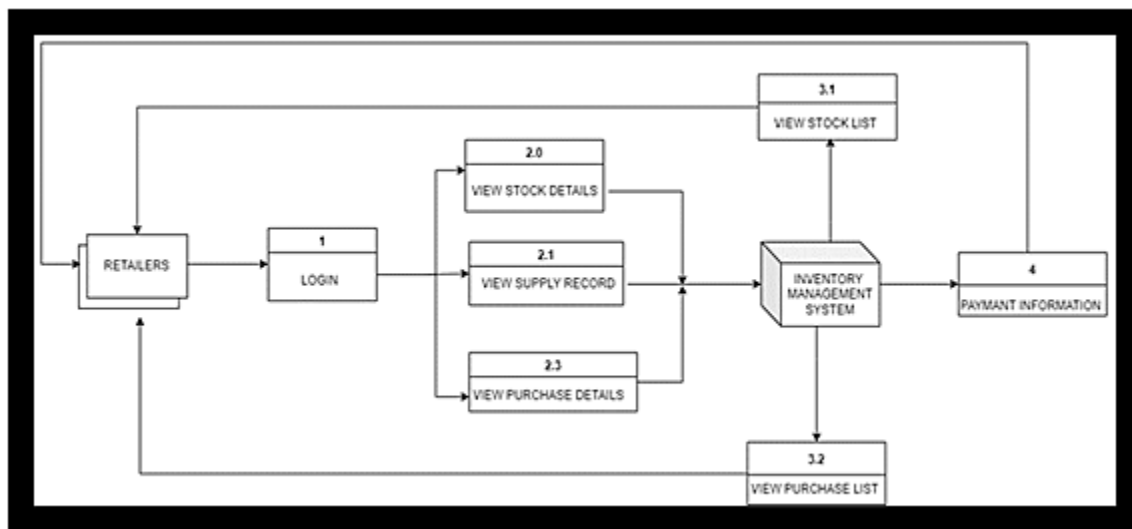 3.1
VIEW STOCK LIST
2.0
VIEW STOCK DETAILS
RETAILERS
1
LOGIN
2.1
VIEW SUPPLY RECORD
INVENTORY
MANAGEMENT
SYSTEM
4
PAYMANT INFORMATION
2.3
VIEW PURCHASE DETAILS
3.2
VIEW PURCHASE LIST